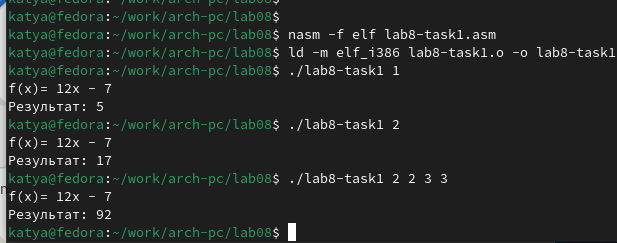 katya@fedora:~/work/arch-pc/lab08$
katya@fedora:~/work/arch-pc/lab08$ nasm -f elf lab8-task1.asm
katya@fedora:~/work/arch-pc/lab08$ ld -m elf_i386 lab8-task1.o -o lab8-task1
katya@fedora:~/work/arch-pc/lab08$ ./lab8-task1 1
f(x)= 12x - 7
Результат: 5
katya@fedora:~/work/arch-pc/lab08$ ./lab8-task1 2
f(x)= 12x - 7
Результат: 17
katya@fedora:~/work/arch-pc/lab08$ ./lab8-task1 2 2 3 3
f(x)= 12x - 7
Результат: 92
katya@fedora:~/work/arch-pc/lab08$